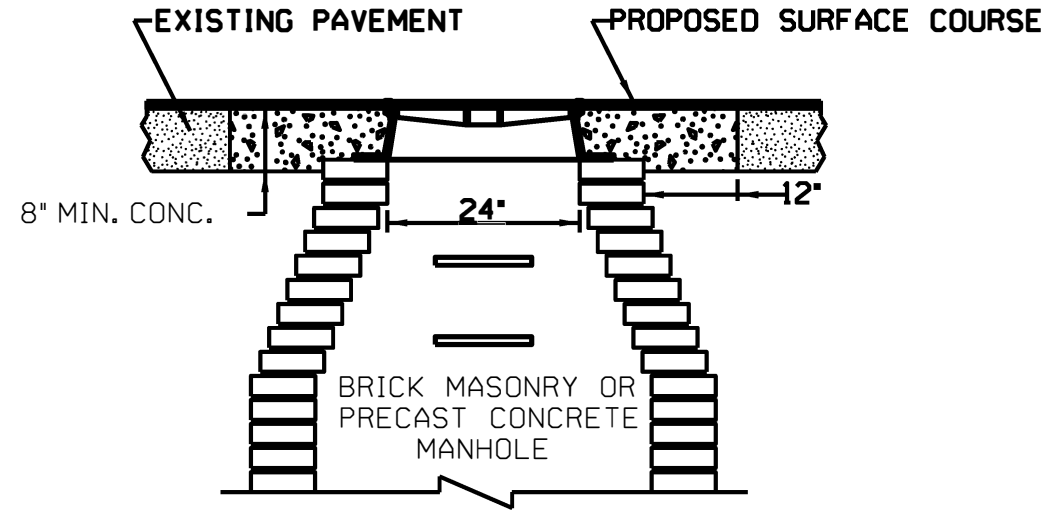 EXISTING PAVEMENT
PROPOSED SURFACE COURSE
8" MIN. CONC.
24"
12"
BRICK MASONRY OR
PRECAST CONCRETE
MANHOLE